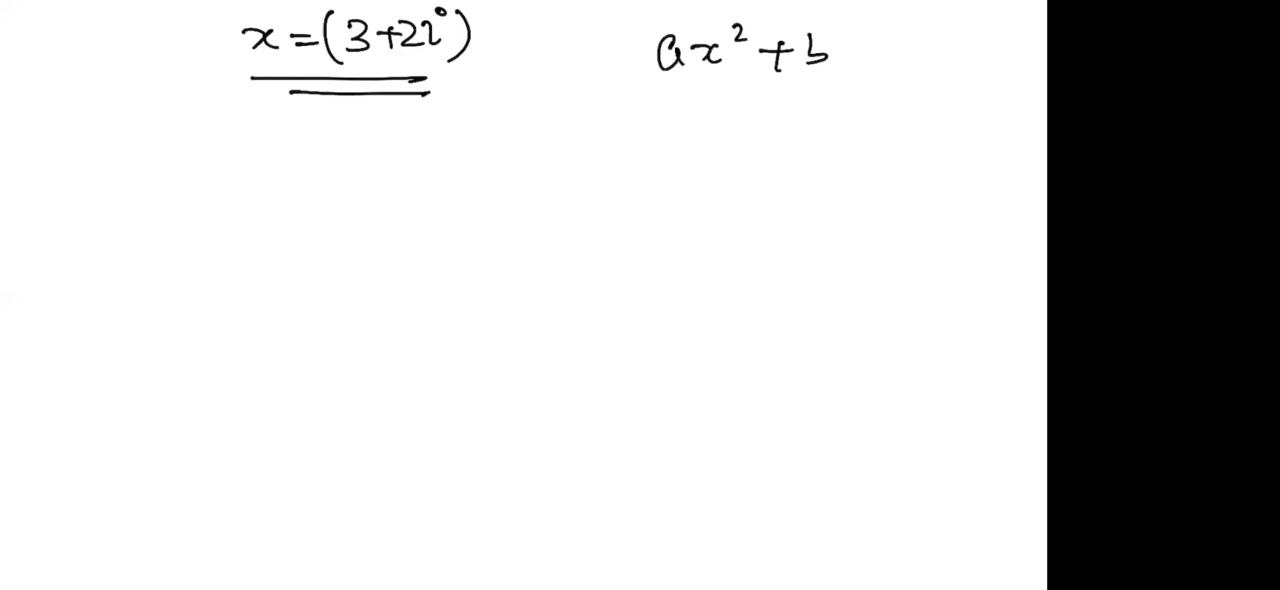 x = (3+2i)
ax² + b